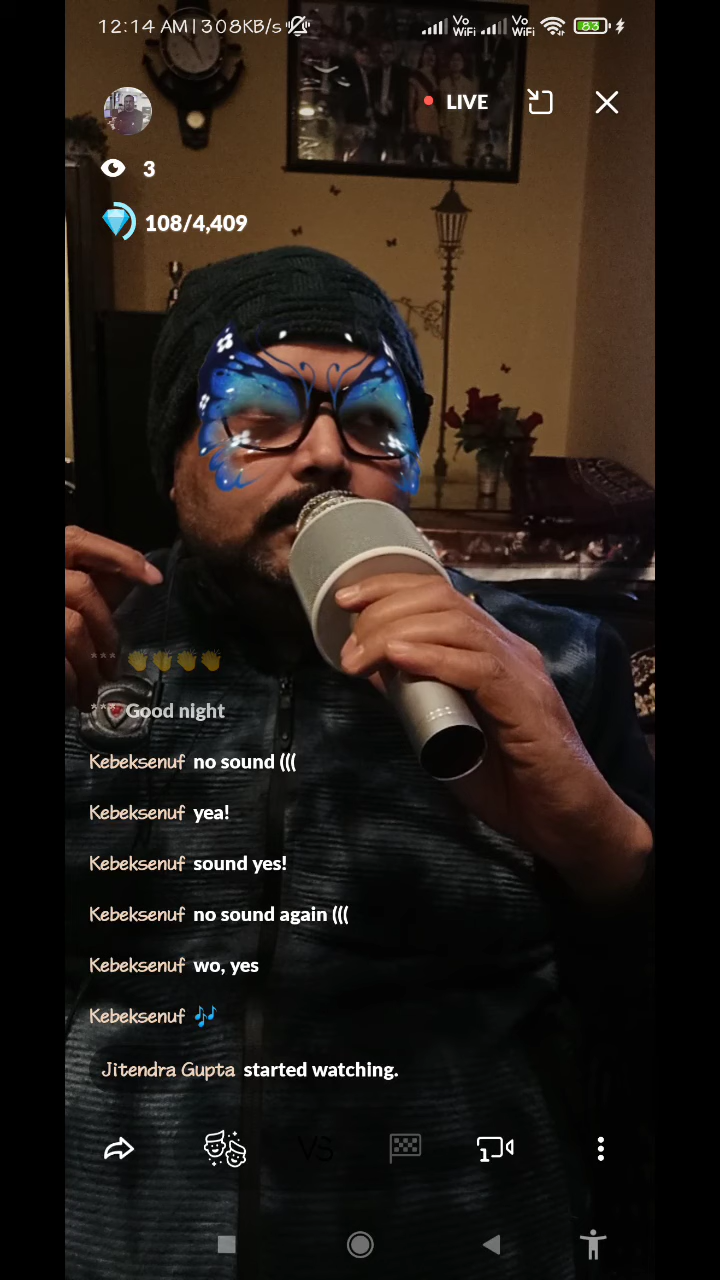 12:14 AM | 308KB/s
Vo WiFi Vo WiFi 83
LIVE
3
108/4,409
*** 👏👏👏👏
*** Good night
Kebeksenuf no sound (((
Kebeksenuf yea!
Kebeksenuf sound yes!
Kebeksenuf no sound again (((
Kebeksenuf wo, yes
Kebeksenuf 🎶
Jitendra Gupta started watching.
VS
1